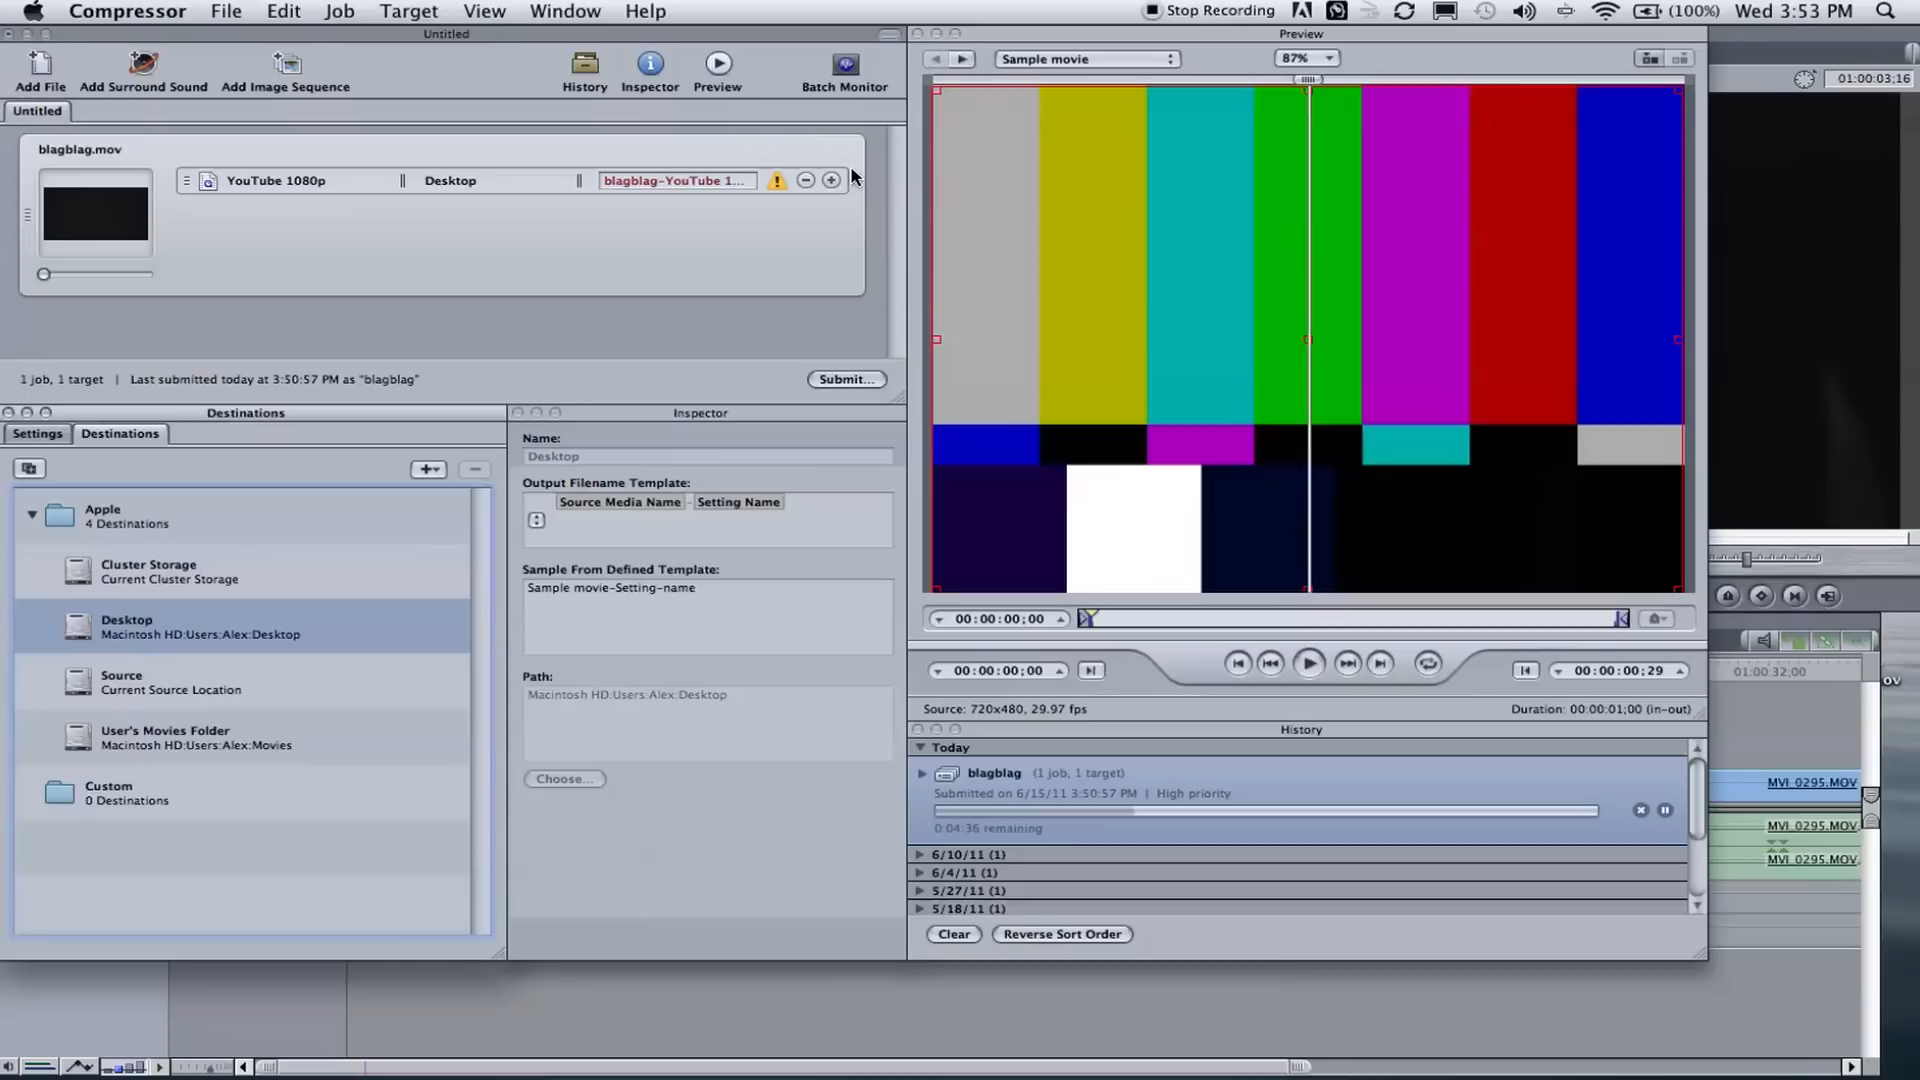 Compressor File Edit Job Target View Window Help
Stop Recording (100%) Wed 3:53 PM
Untitled
Add File Add Surround Sound Add Image Sequence History Inspector Preview Batch Monitor
Untitled
blagblag.mov
YouTube 1080p Desktop blagblag-YouTube 1...
1 job, 1 target | Last submitted today at 3:50:57 PM as "blagblag"
Submit...
Destinations
Settings Destinations
Apple
4 Destinations
Cluster Storage
Current Cluster Storage
Desktop
Macintosh HD:Users:Alex:Desktop
Source
Current Source Location
User's Movies Folder
Macintosh HD:Users:Alex:Movies
Custom
0 Destinations
Inspector
Name:
Desktop
Output Filename Template:
Source Media Name - Setting Name
Sample From Defined Template:
Sample movie-Setting-name
Path:
Macintosh HD:Users:Alex:Desktop
Choose...
Preview
Sample movie 87%
00:00:00;00
00:00:00;00 00:00:00;29
Source: 720x480, 29.97 fps Duration: 00:00:01;00 (in-out)
History
Today
blagblag (1 job, 1 target)
Submitted on 6/15/11 3:50:57 PM | High priority
0:04:36 remaining
6/10/11 (1)
6/4/11 (1)
5/27/11 (1)
5/18/11 (1)
Clear Reverse Sort Order
01:00:03;16
01:00:32;00
ov
MVI_0295.MOV
MVI_0295.MOV
MVI_0295.MOV